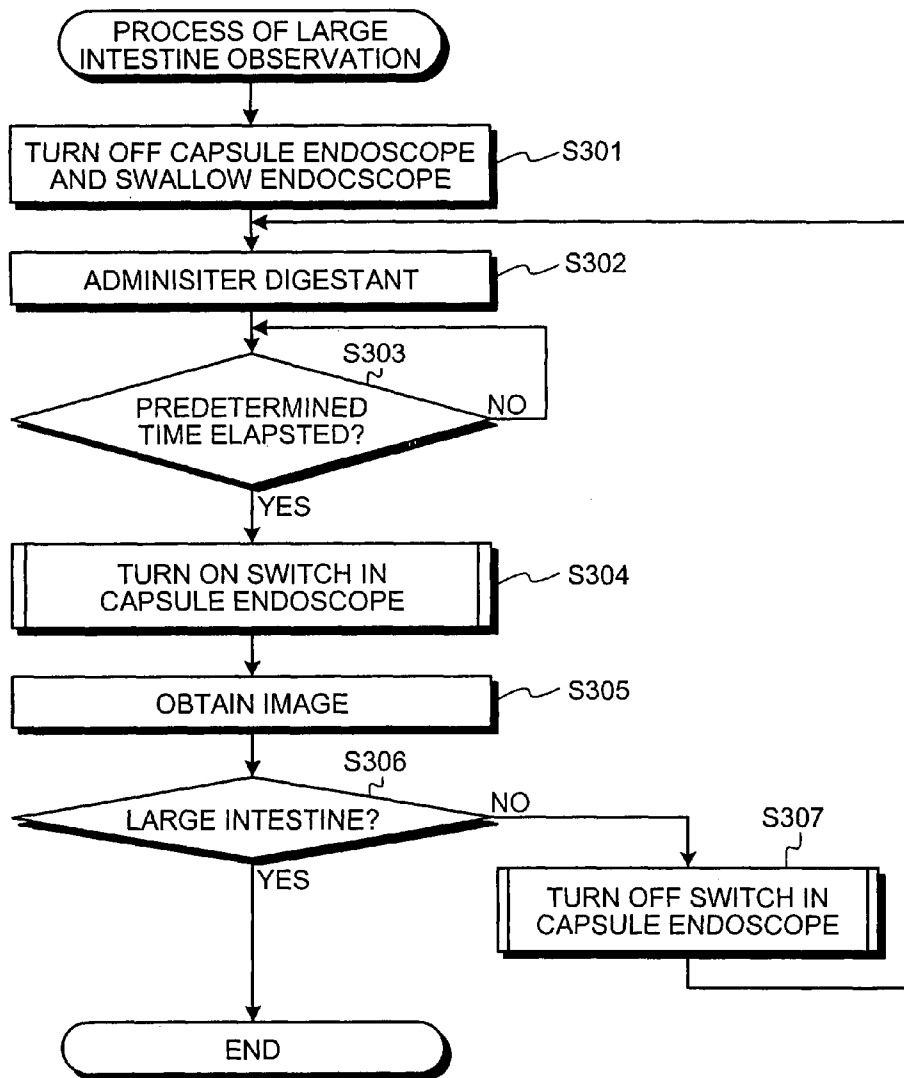 PROCESS OF LARGE
INTESTINE OBSERVATION
TURN OFF CAPSULE ENDOSCOPE
AND SWALLOW ENDOCSCOPE
S301
ADMINISITER DIGESTANT
S302
S303
PREDETERMINED
TIME ELAPSTED?
NO
YES
TURN ON SWITCH IN
CAPSULE ENDOSCOPE
S304
OBTAIN IMAGE
S305
S306
LARGE INTESTINE?
NO
YES
S307
TURN OFF SWITCH IN
CAPSULE ENDOSCOPE
END